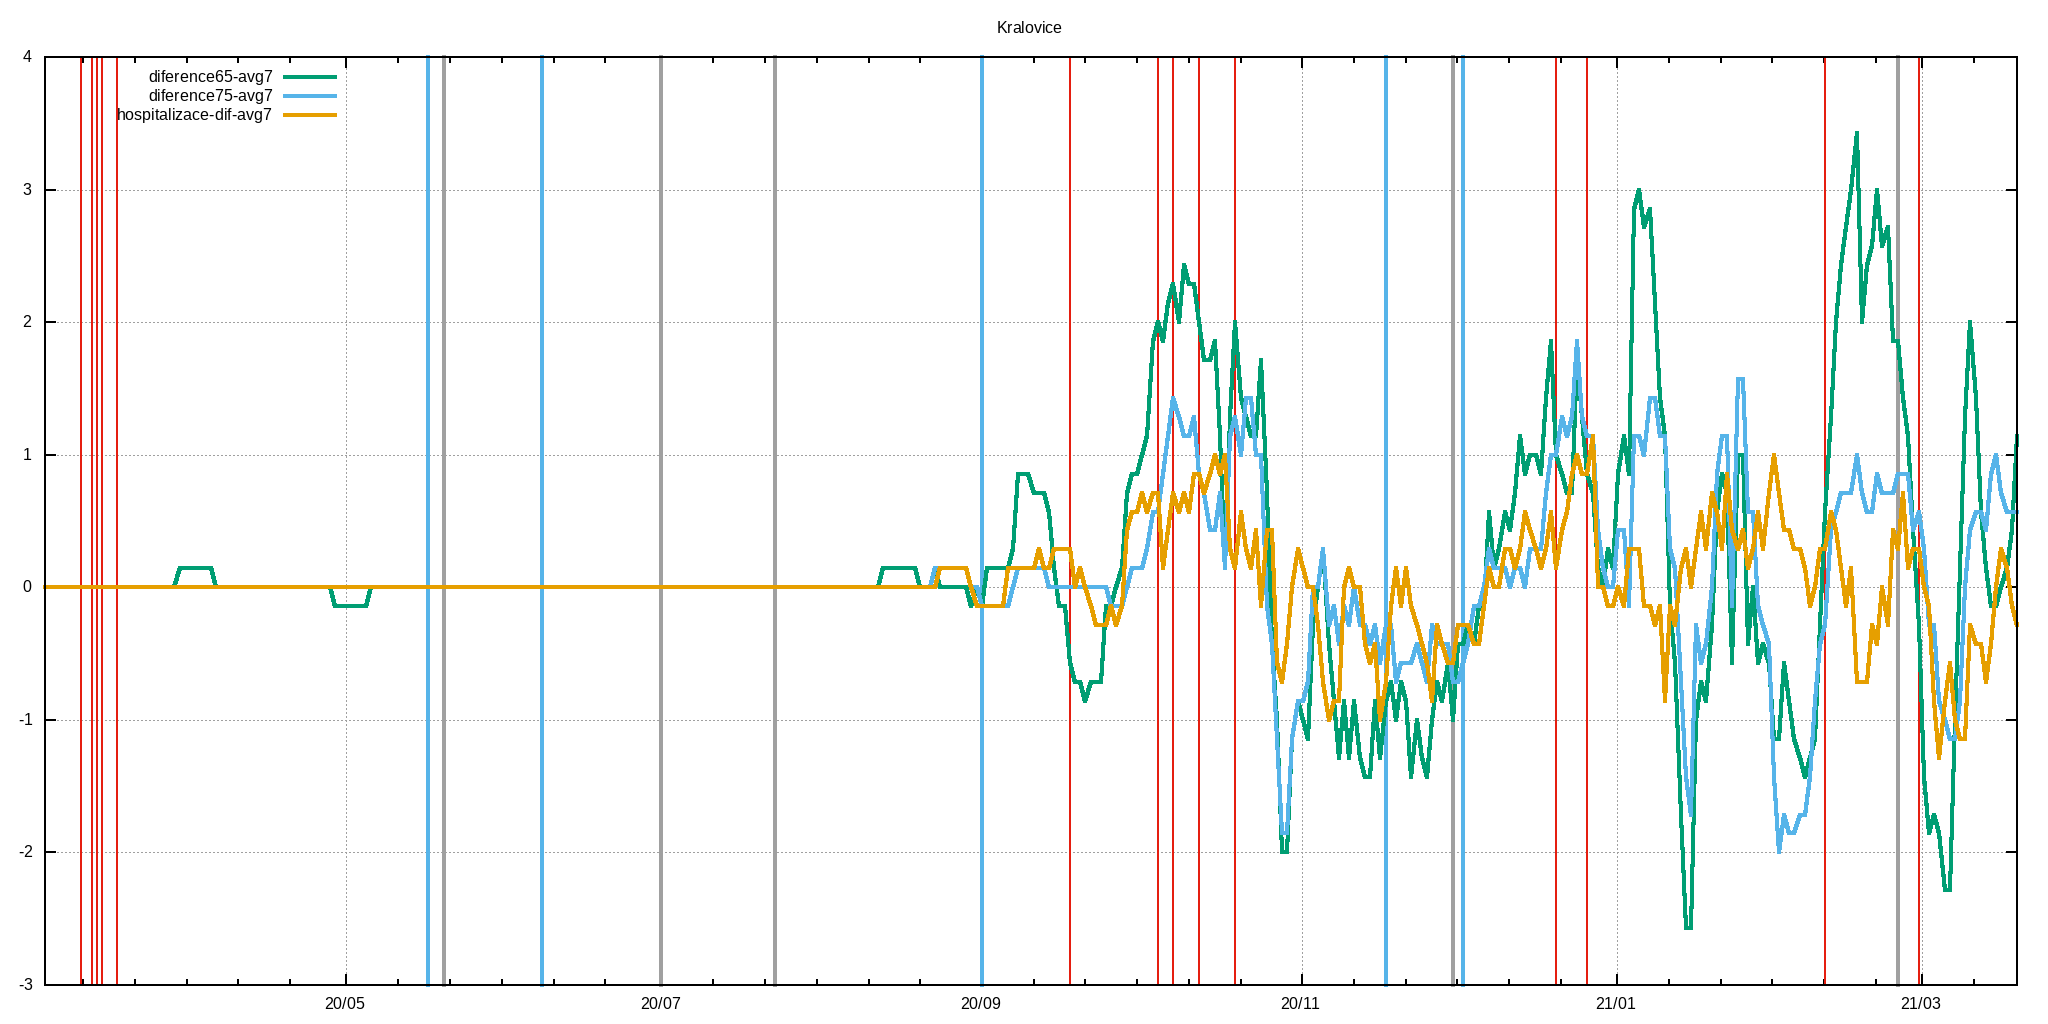 Kralovice
4
diference65-avg7
diference75-avg7
hospitalizace-dif-avg7
3
2
1
0
-1
-2
-3
20/05 20/07 20/09 20/11 21/01 21/03